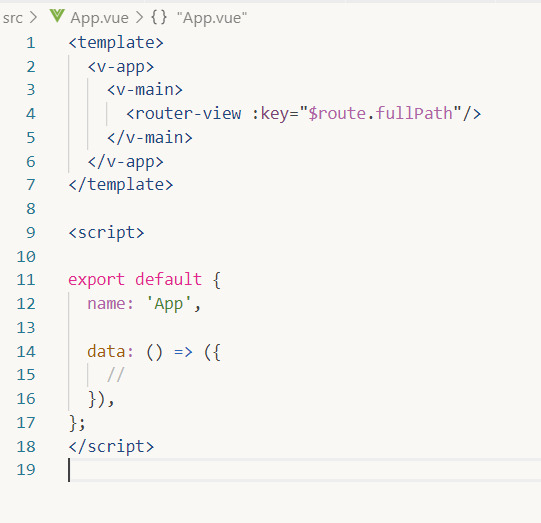 src > App.vue > {} "App.vue"
1 <template>
2 <v-app>
3 <v-main>
4 <router-view :key="$route.fullPath"/>
5 </v-main>
6 </v-app>
7 </template>
8
9 <script>
10
11 export default {
12 name: 'App',
13
14 data: () => ({
15 //
16 }),
17 };
18 </script>
19